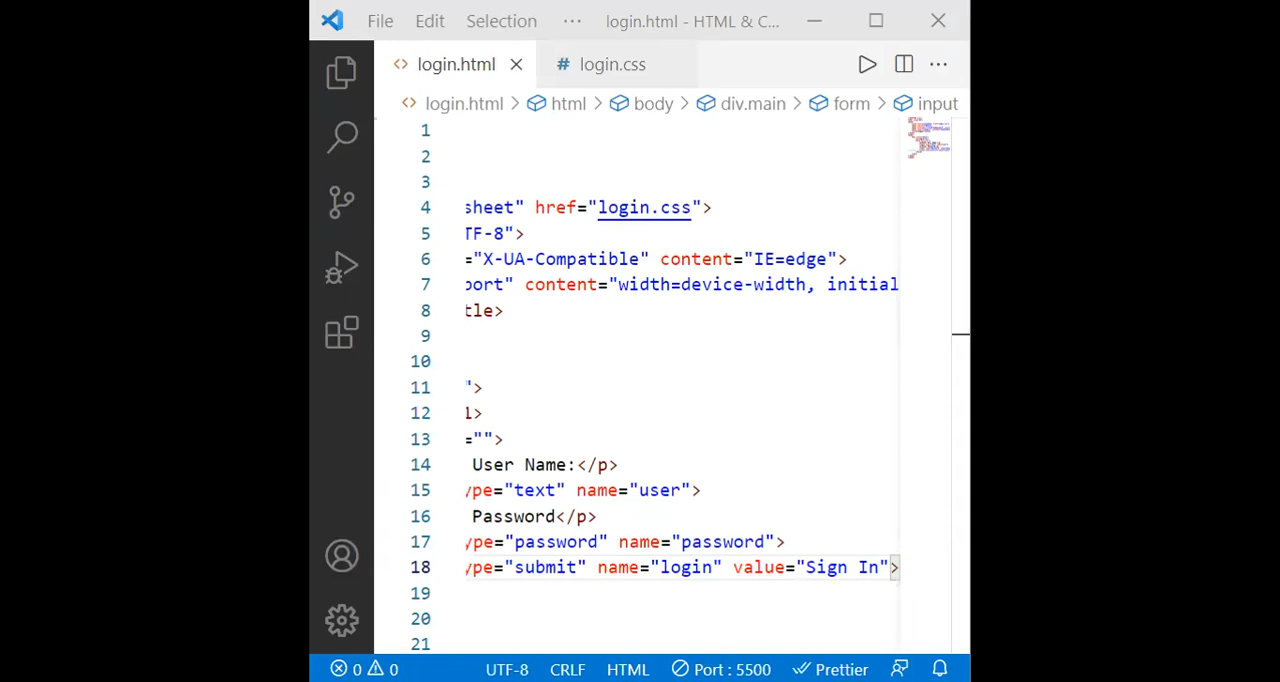 File Edit Selection ··· login.html - HTML & C...
login.html # login.css
login.html > html > body > div.main > form > input
1
2
3
4 sheet" href="login.css">
5 TF-8">
6 ="X-UA-Compatible" content="IE=edge">
7 port" content="width=device-width, initial
8 tle>
9
10
11 ">
12 l>
13 ="">
14 User Name:</p>
15 ype="text" name="user">
16 Password</p>
17 ype="password" name="password">
18 ype="submit" name="login" value="Sign In">
19
20
21
0 0 UTF-8 CRLF HTML Port : 5500 Prettier